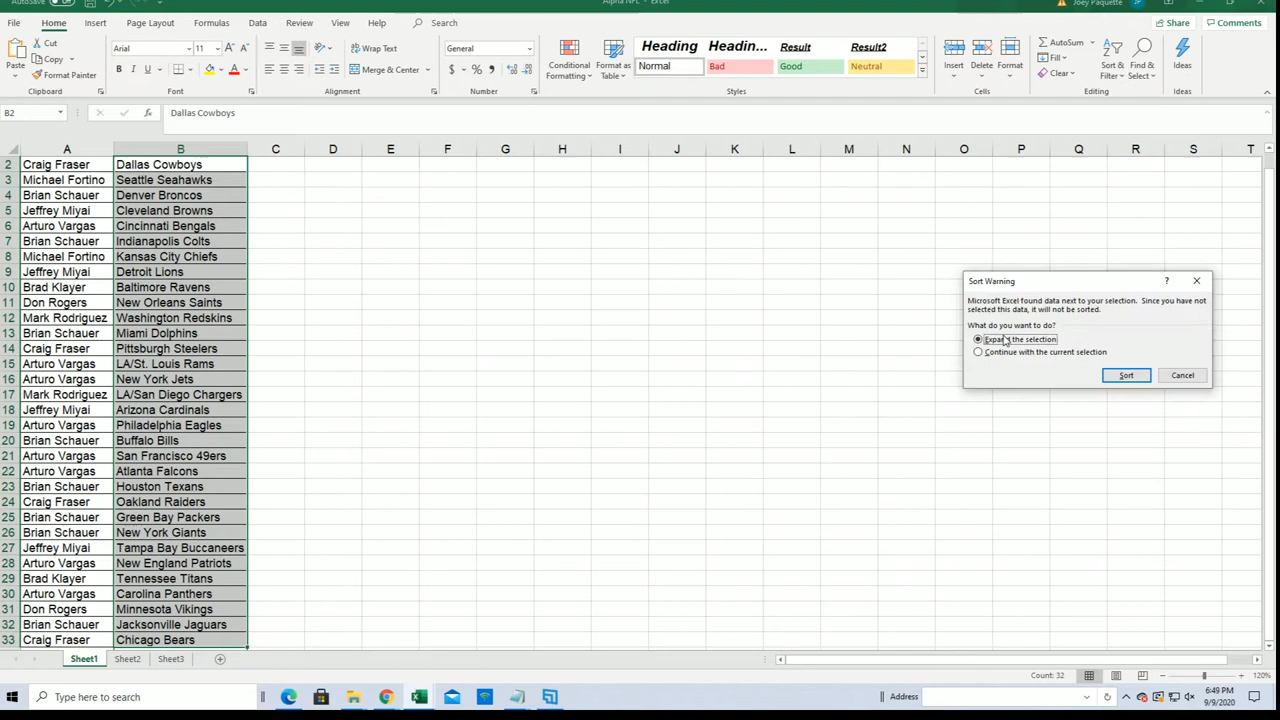 AutoSave Off Alpha NFL - Excel Joey Paquette JP
File Home Insert Page Layout Formulas Data Review View Help Search Share Comments
Paste Cut Arial 11 Wrap Text General Conditional Formatting Format as Table Heading Headin... Result Result2 Insert Delete Format AutoSum Sort & Filter Find & Select Ideas
Copy Fill
Format Painter Merge & Center Normal Bad Good Neutral Clear
Clipboard Font Alignment Number Styles Cells Editing Ideas
B2 Dallas Cowboys
A B C D E F G H I J K L M N O P Q R S T
2 Craig Fraser Dallas Cowboys
3 Michael Fortino Seattle Seahawks
4 Brian Schauer Denver Broncos
5 Jeffrey Miyai Cleveland Browns
6 Arturo Vargas Cincinnati Bengals
7 Brian Schauer Indianapolis Colts
8 Michael Fortino Kansas City Chiefs
9 Jeffrey Miyai Detroit Lions
10 Brad Klayer Baltimore Ravens
11 Don Rogers New Orleans Saints
12 Mark Rodriguez Washington Redskins
13 Brian Schauer Miami Dolphins
14 Craig Fraser Pittsburgh Steelers
15 Arturo Vargas LA/St. Louis Rams
16 Arturo Vargas New York Jets
17 Mark Rodriguez LA/San Diego Chargers
18 Jeffrey Miyai Arizona Cardinals
19 Arturo Vargas Philadelphia Eagles
20 Brian Schauer Buffalo Bills
21 Arturo Vargas San Francisco 49ers
22 Arturo Vargas Atlanta Falcons
23 Brian Schauer Houston Texans
24 Craig Fraser Oakland Raiders
25 Brian Schauer Green Bay Packers
26 Brian Schauer New York Giants
27 Jeffrey Miyai Tampa Bay Buccaneers
28 Arturo Vargas New England Patriots
29 Brad Klayer Tennessee Titans
30 Arturo Vargas Carolina Panthers
31 Don Rogers Minnesota Vikings
32 Brian Schauer Jacksonville Jaguars
33 Craig Fraser Chicago Bears
Sort Warning ? ×
Microsoft Excel found data next to your selection. Since you have not
selected this data, it will not be sorted.
What do you want to do?
Expand the selection
Continue with the current selection
Sort Cancel
Sheet1 Sheet2 Sheet3
Count: 32 120%
Type here to search Address 6:49 PM
9/9/2020